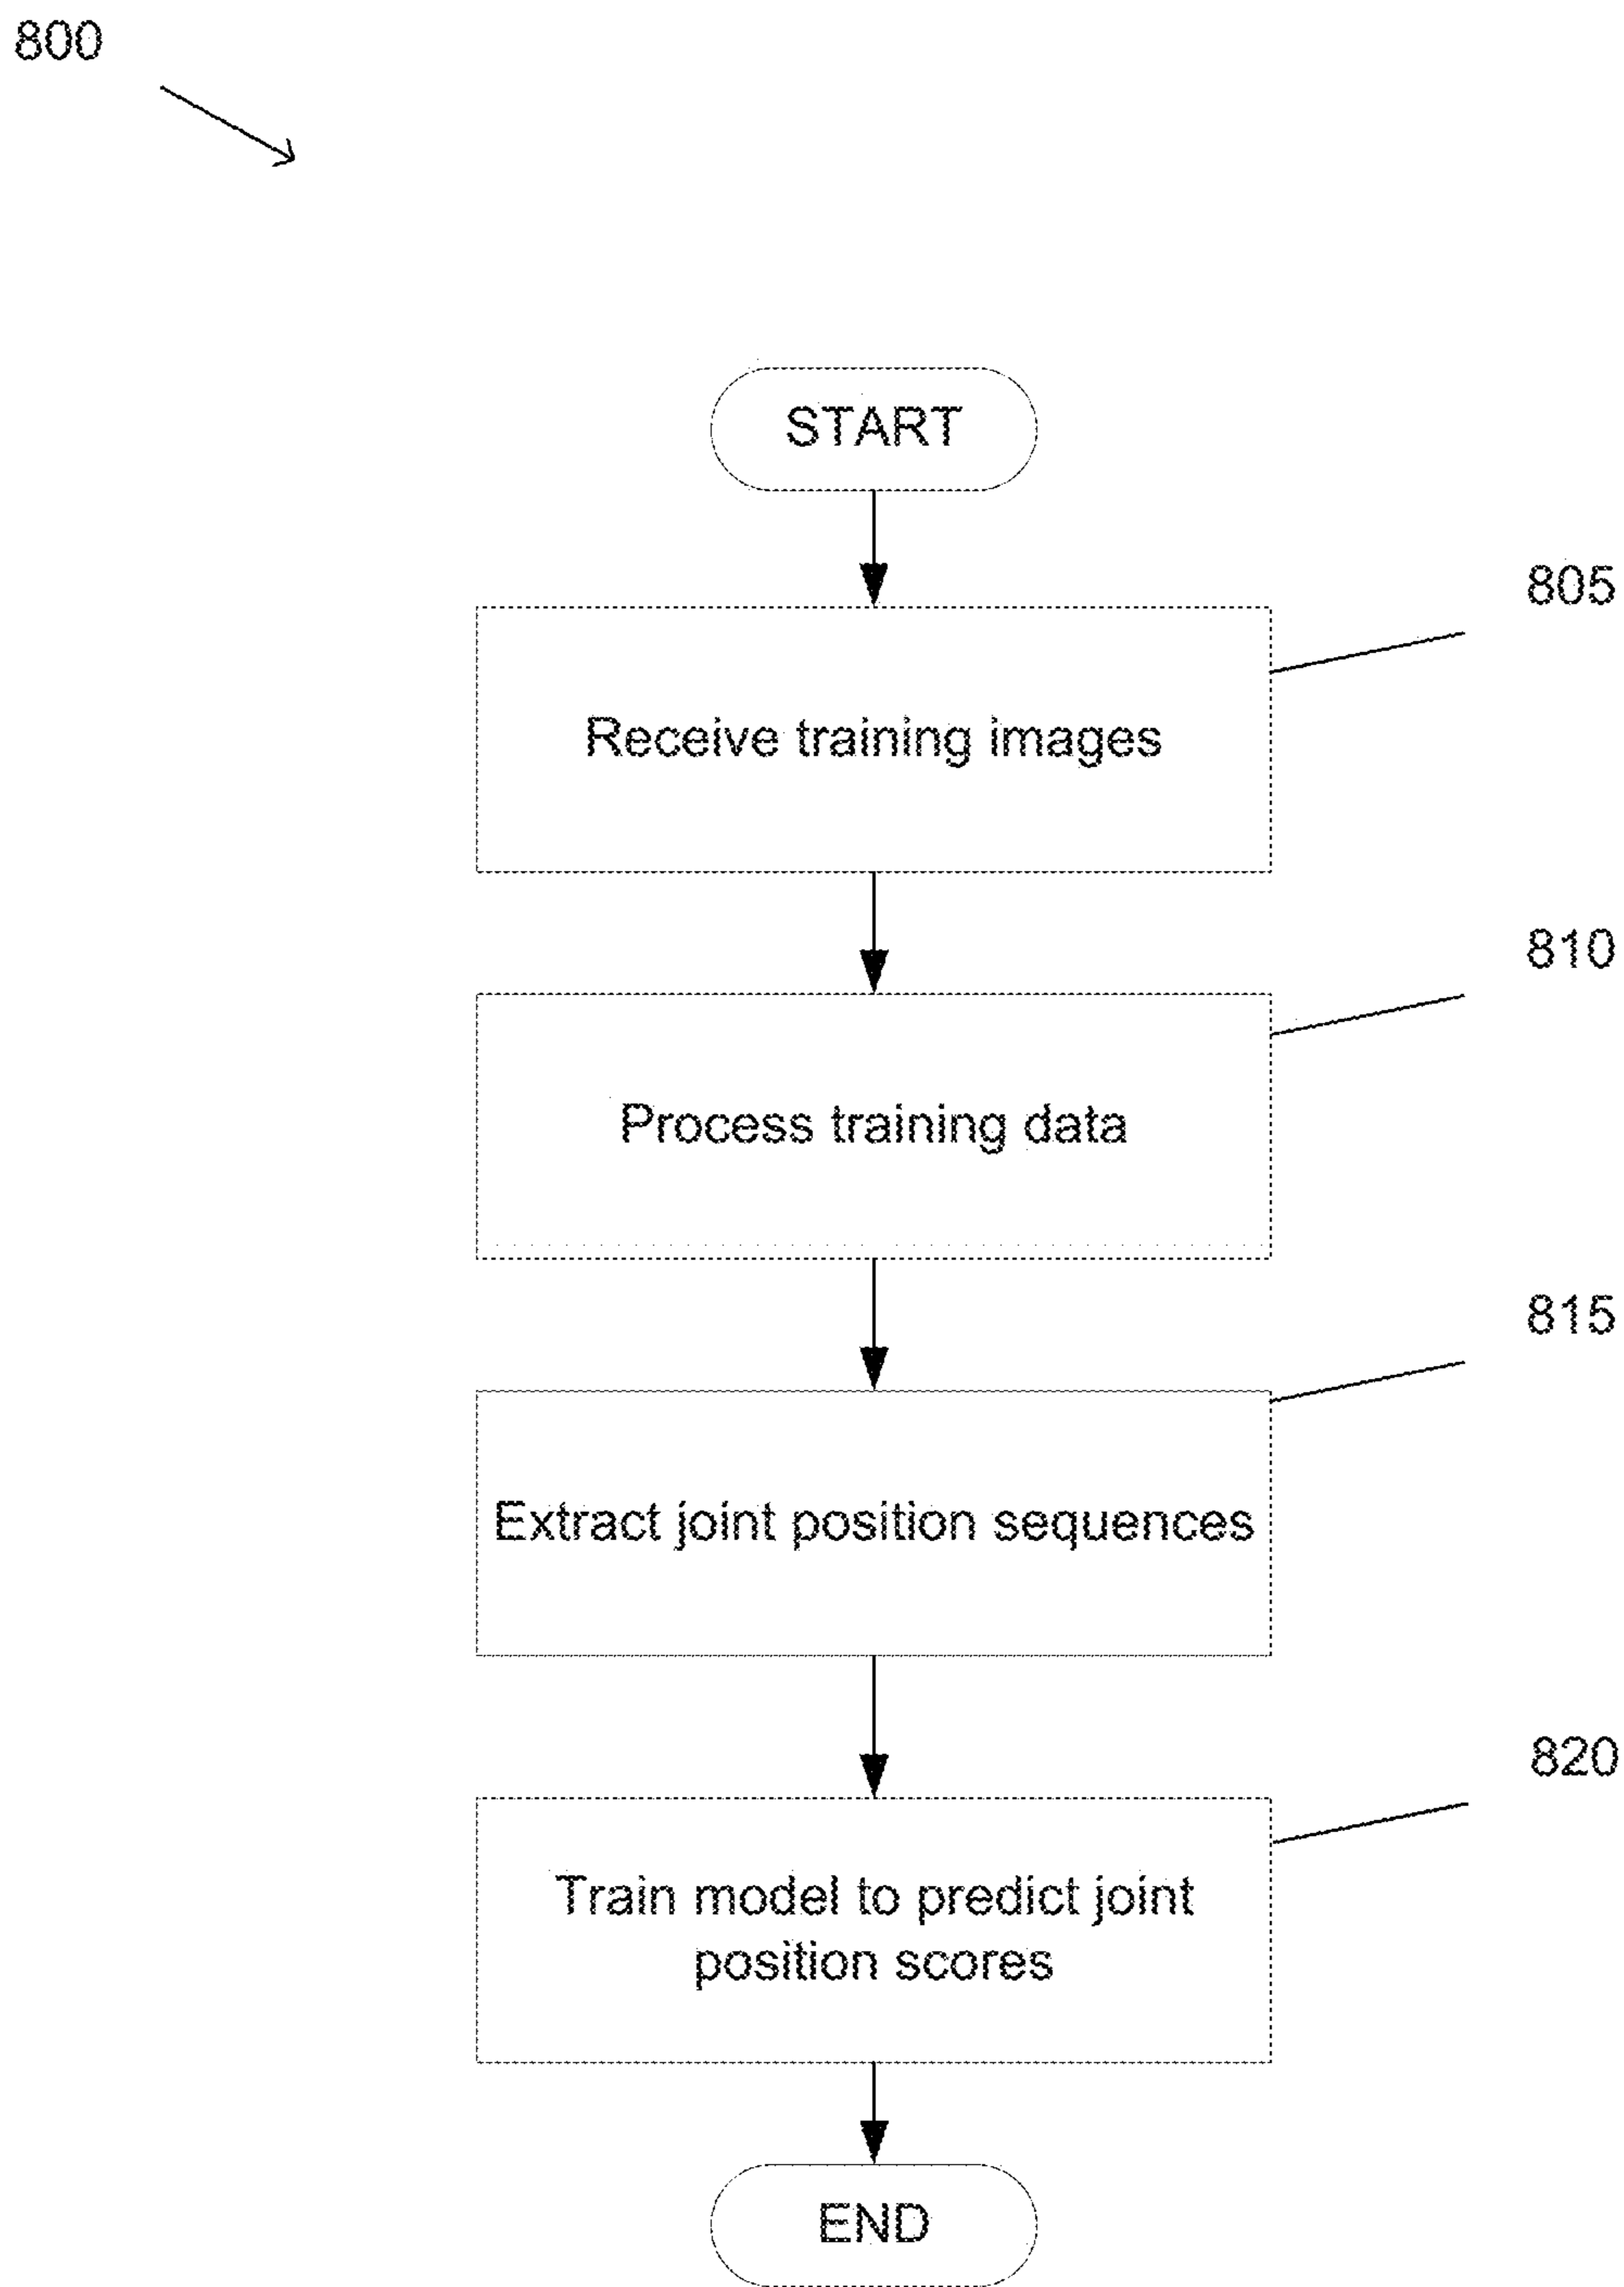 800
START
805
Receive training images
810
Process training data
815
Extract joint position sequences
820
Train model to predict joint
position scores
END